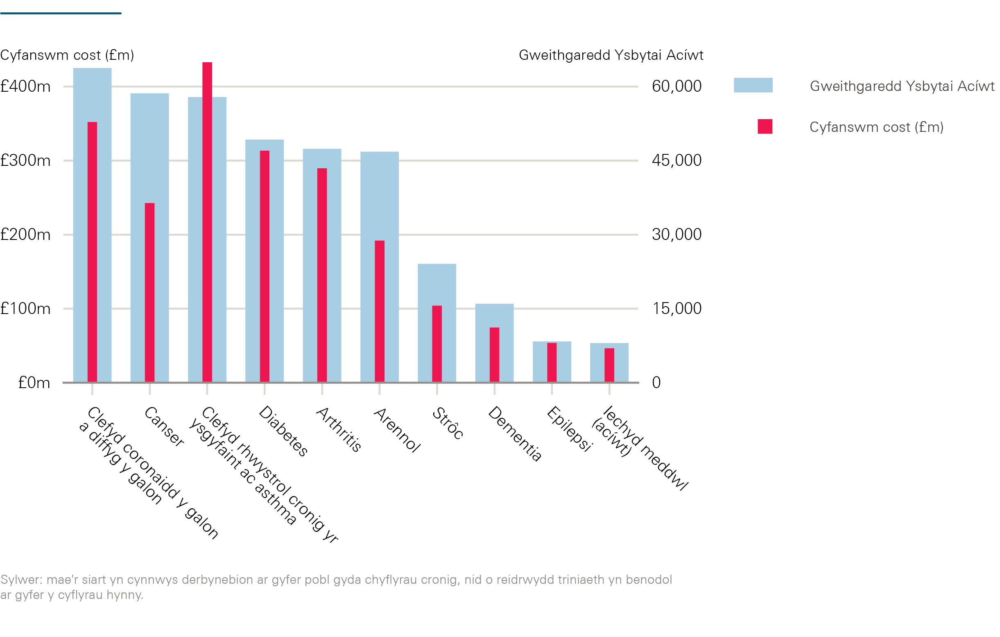 Cyfanswm cost (£m)
Gweithgaredd Ysbytai Acíwt
£400m
£300m
£200m
£100m
£0m
60,000
45,000
30,000
15,000
0
Gweithgaredd Ysbytai Acíwt
Cyfanswm cost (£m)
Clefyd coronaidd y galon
a diffyg y galon
Canser
Clefyd rhwystrol cronig yr
ysgyfaint ac asthma
Diabetes
Arthritis
Arennol
Strôc
Dementia
Epilepsi
Iechyd meddwl
(acíwt)
Sylwer: mae'r siart yn cynnwys derbynebion ar gyfer pobl gyda chyflyrau cronig, nid o reidrwydd triniaeth yn benodol
ar gyfer y cyflyrau hynny.